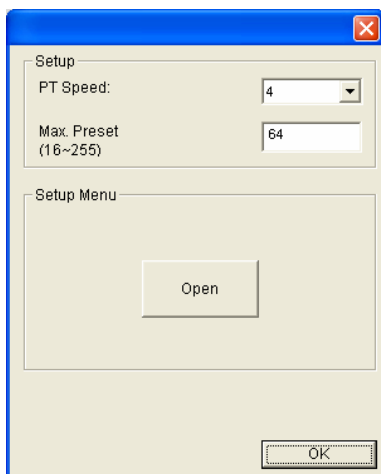 Setup
PT Speed:
4
Max. Preset
(16~255)
64
Setup Menu
Open
OK